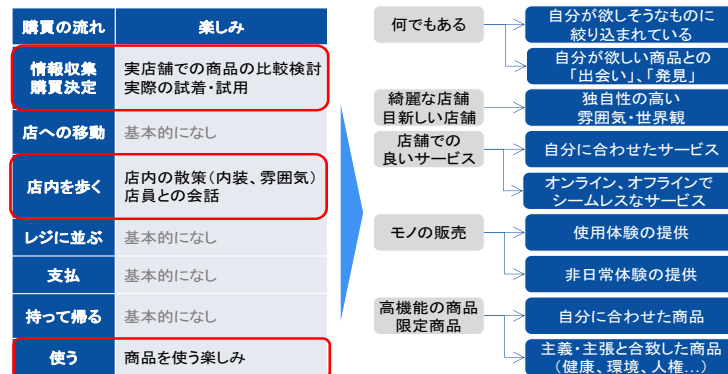 購買の流れ
楽しみ
情報収集
購買決定
実店舗での商品の比較検討
実際の試着・試用
店への移動
基本的になし
店内を歩く
店内の散策（内装、雰囲気）
店員との会話
レジに並ぶ
基本的になし
支払
基本的になし
持って帰る
基本的になし
使う
商品を使う楽しみ
何でもある
自分が欲しそうなものに
絞り込まれている
自分が欲しい商品との
「出会い」、「発見」
綺麗な店舗
目新しい店舗
独自性の高い
雰囲気・世界観
店舗での
良いサービス
自分に合わせたサービス
オンライン、オフラインで
シームレスなサービス
モノの販売
使用体験の提供
非日常体験の提供
高機能の商品
限定商品
自分に合わせた商品
主義・主張と合致した商品
（健康、環境、人権…）